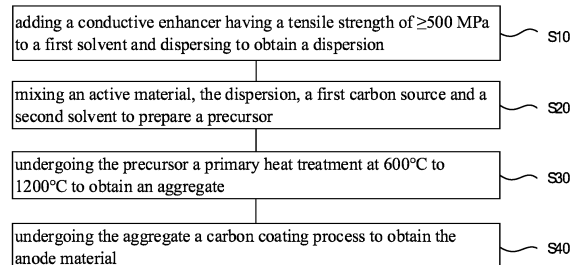 adding a conductive enhancer having a tensile strength of ≥500 MPa
to a first solvent and dispersing to obtain a dispersion
S10
mixing an active material, the dispersion, a first carbon source and a
second solvent to prepare a precursor
S20
undergoing the precursor a primary heat treatment at 600°C to
1200°C to obtain an aggregate
S30
undergoing the aggregate a carbon coating process to obtain the
anode material
S40